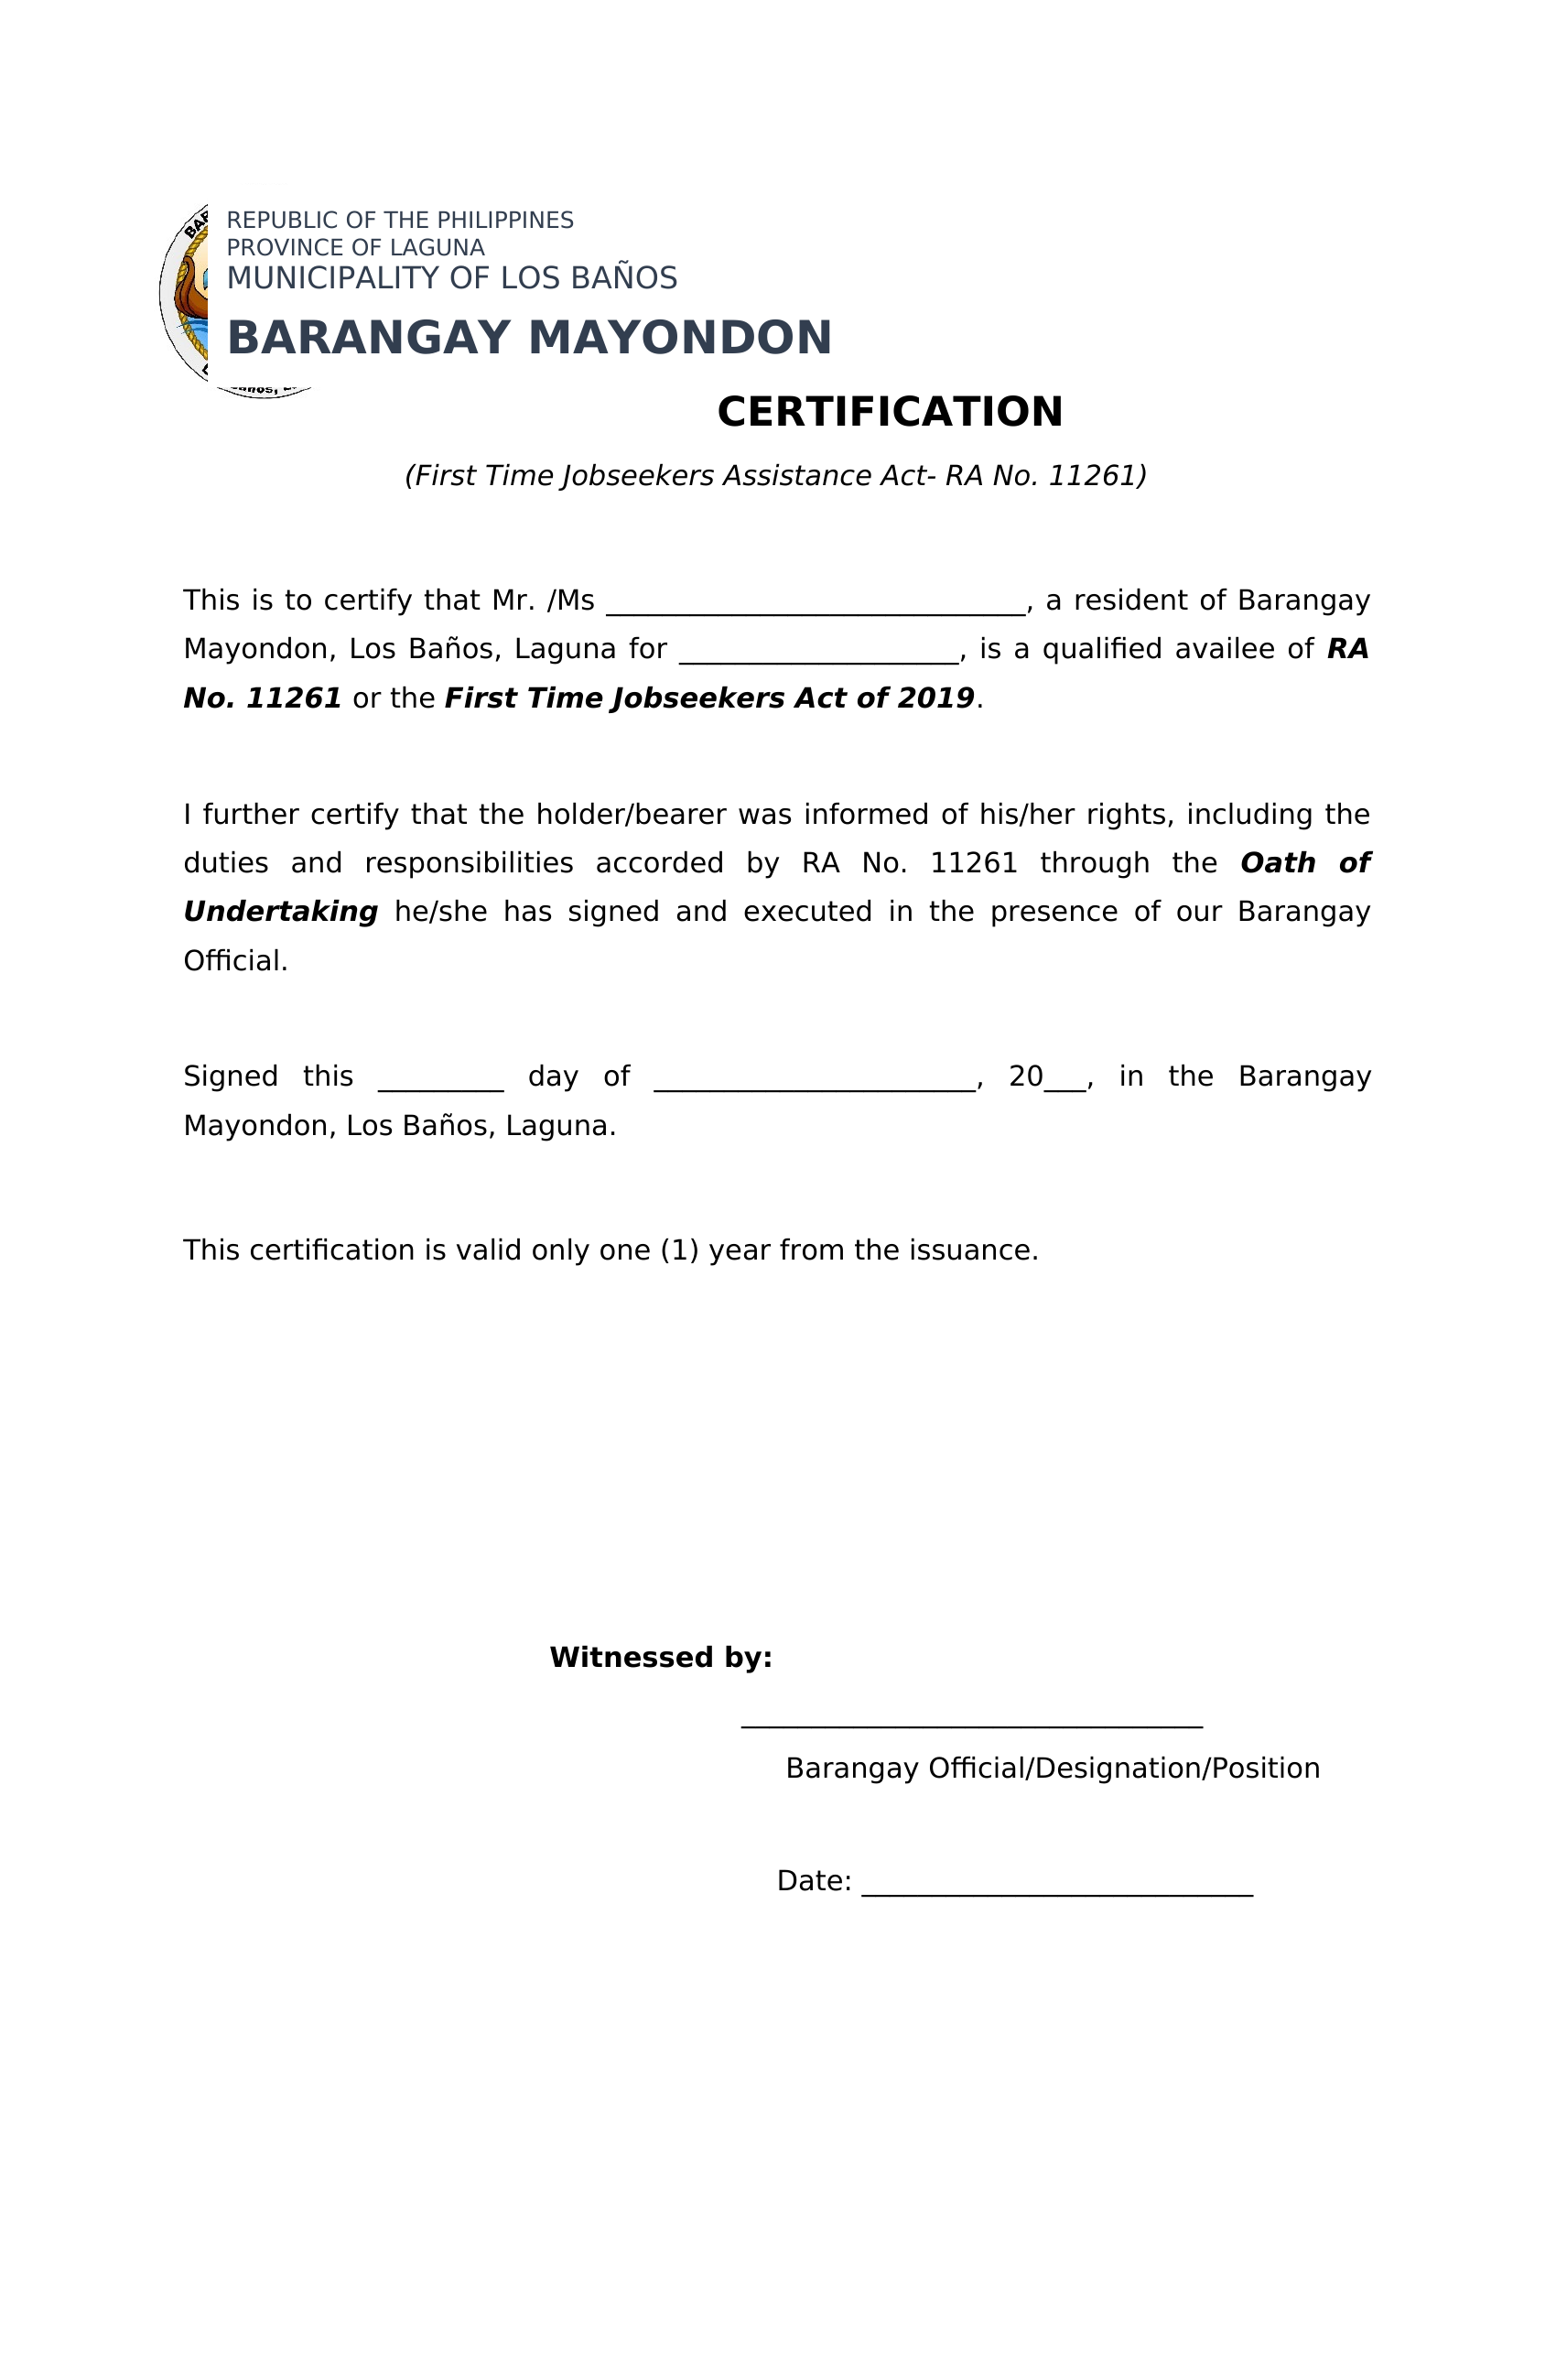 REPUBLIC OF THE PHILIPPINES
PROVINCE OF LAGUNA
MUNICIPALITY OF LOS BAÑOS
BARANGAY MAYONDON
CERTIFICATION
(First Time Jobseekers Assistance Act- RA No. 11261)
This is to certify that Mr. /Ms ______________________________, a resident of Barangay
Mayondon, Los Baños, Laguna for ____________________, is a qualified availee of RA
No. 11261 or the First Time Jobseekers Act of 2019.
I further certify that the holder/bearer was informed of his/her rights, including the
duties and responsibilities accorded by RA No. 11261 through the Oath of
Undertaking he/she has signed and executed in the presence of our Barangay
Official.
Signed this _________ day of _______________________, 20___, in the Barangay
Mayondon, Los Baños, Laguna.
This certification is valid only one (1) year from the issuance.
Witnessed by:
_________________________________
Barangay Official/Designation/Position
Date: ____________________________